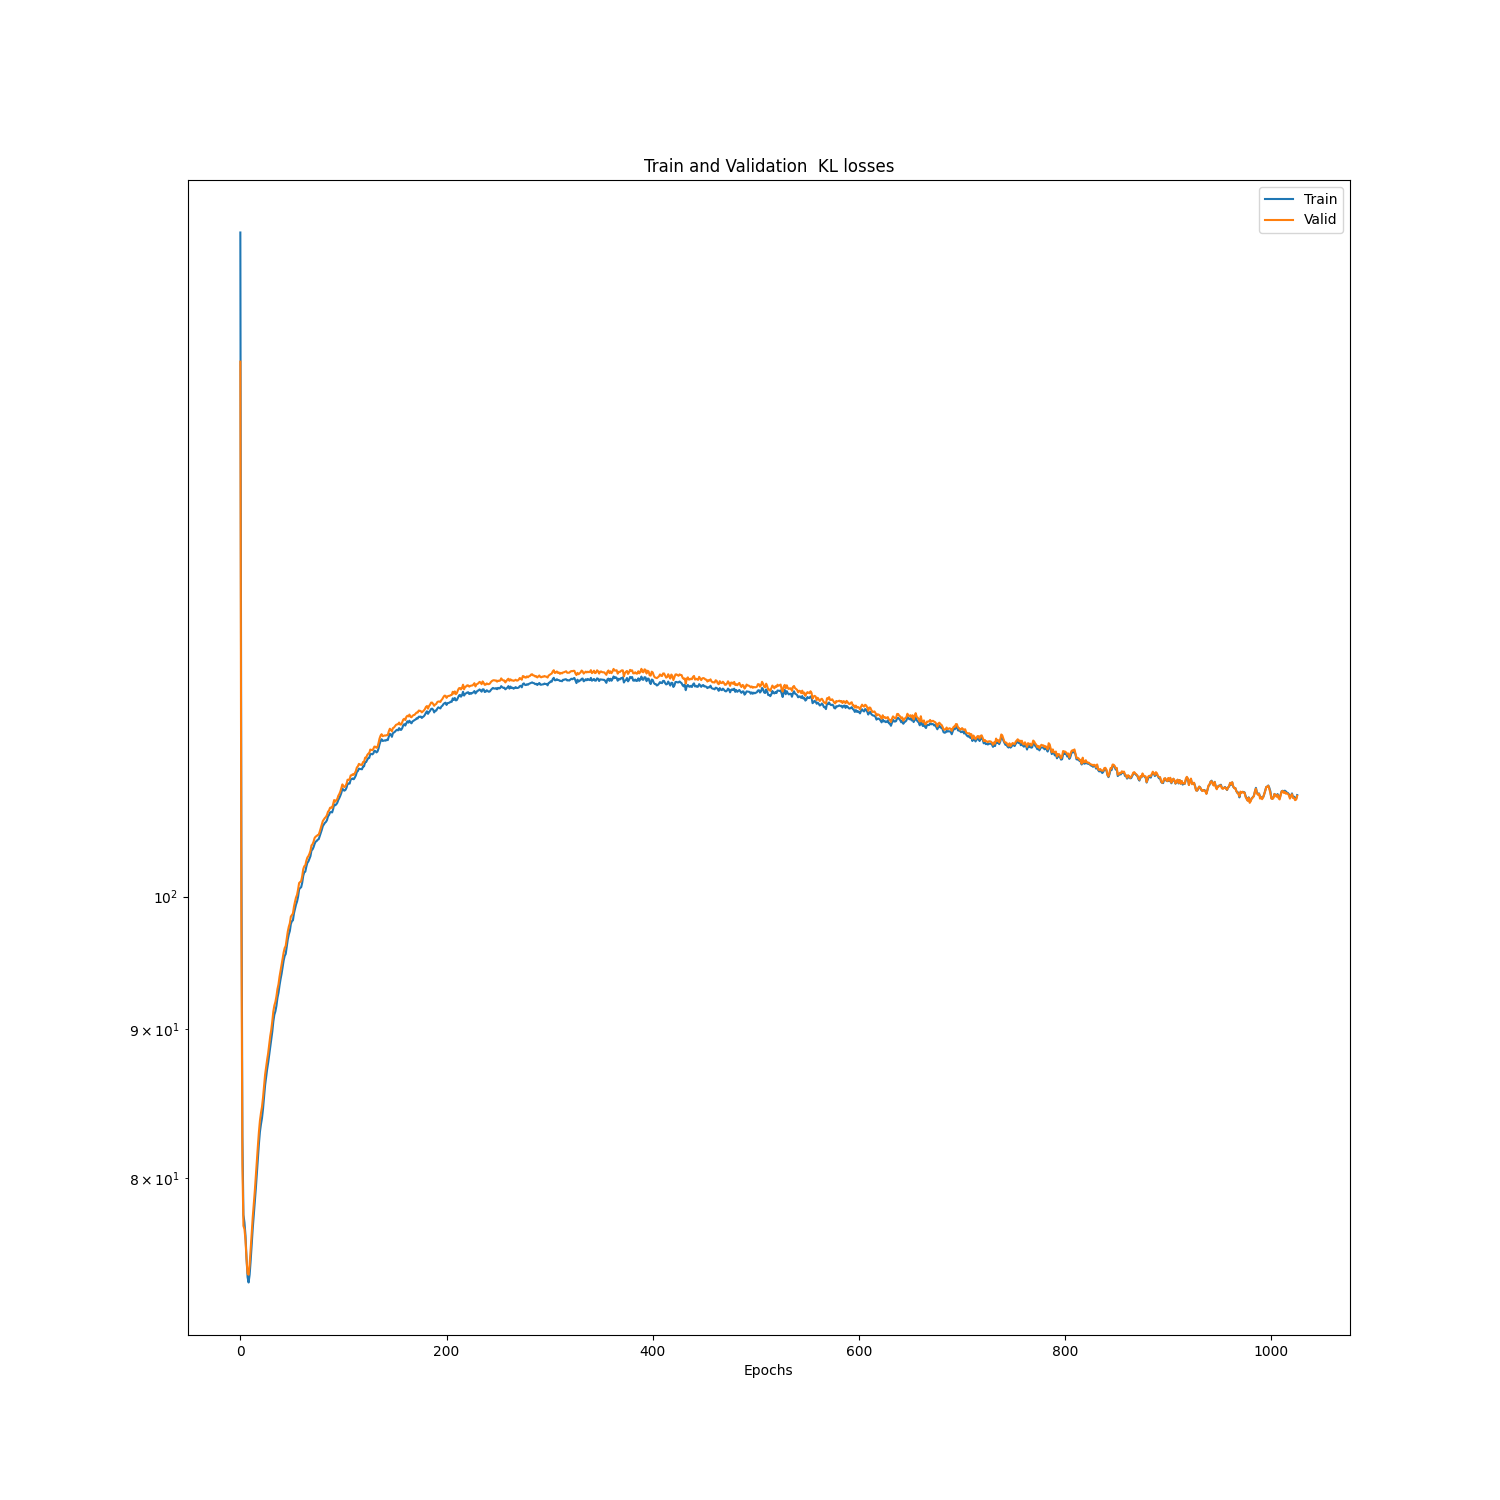 Train and Validation  KL losses
Train
Valid
10²
9 × 10¹
8 × 10¹
0 200 400 600 800 1000
Epochs